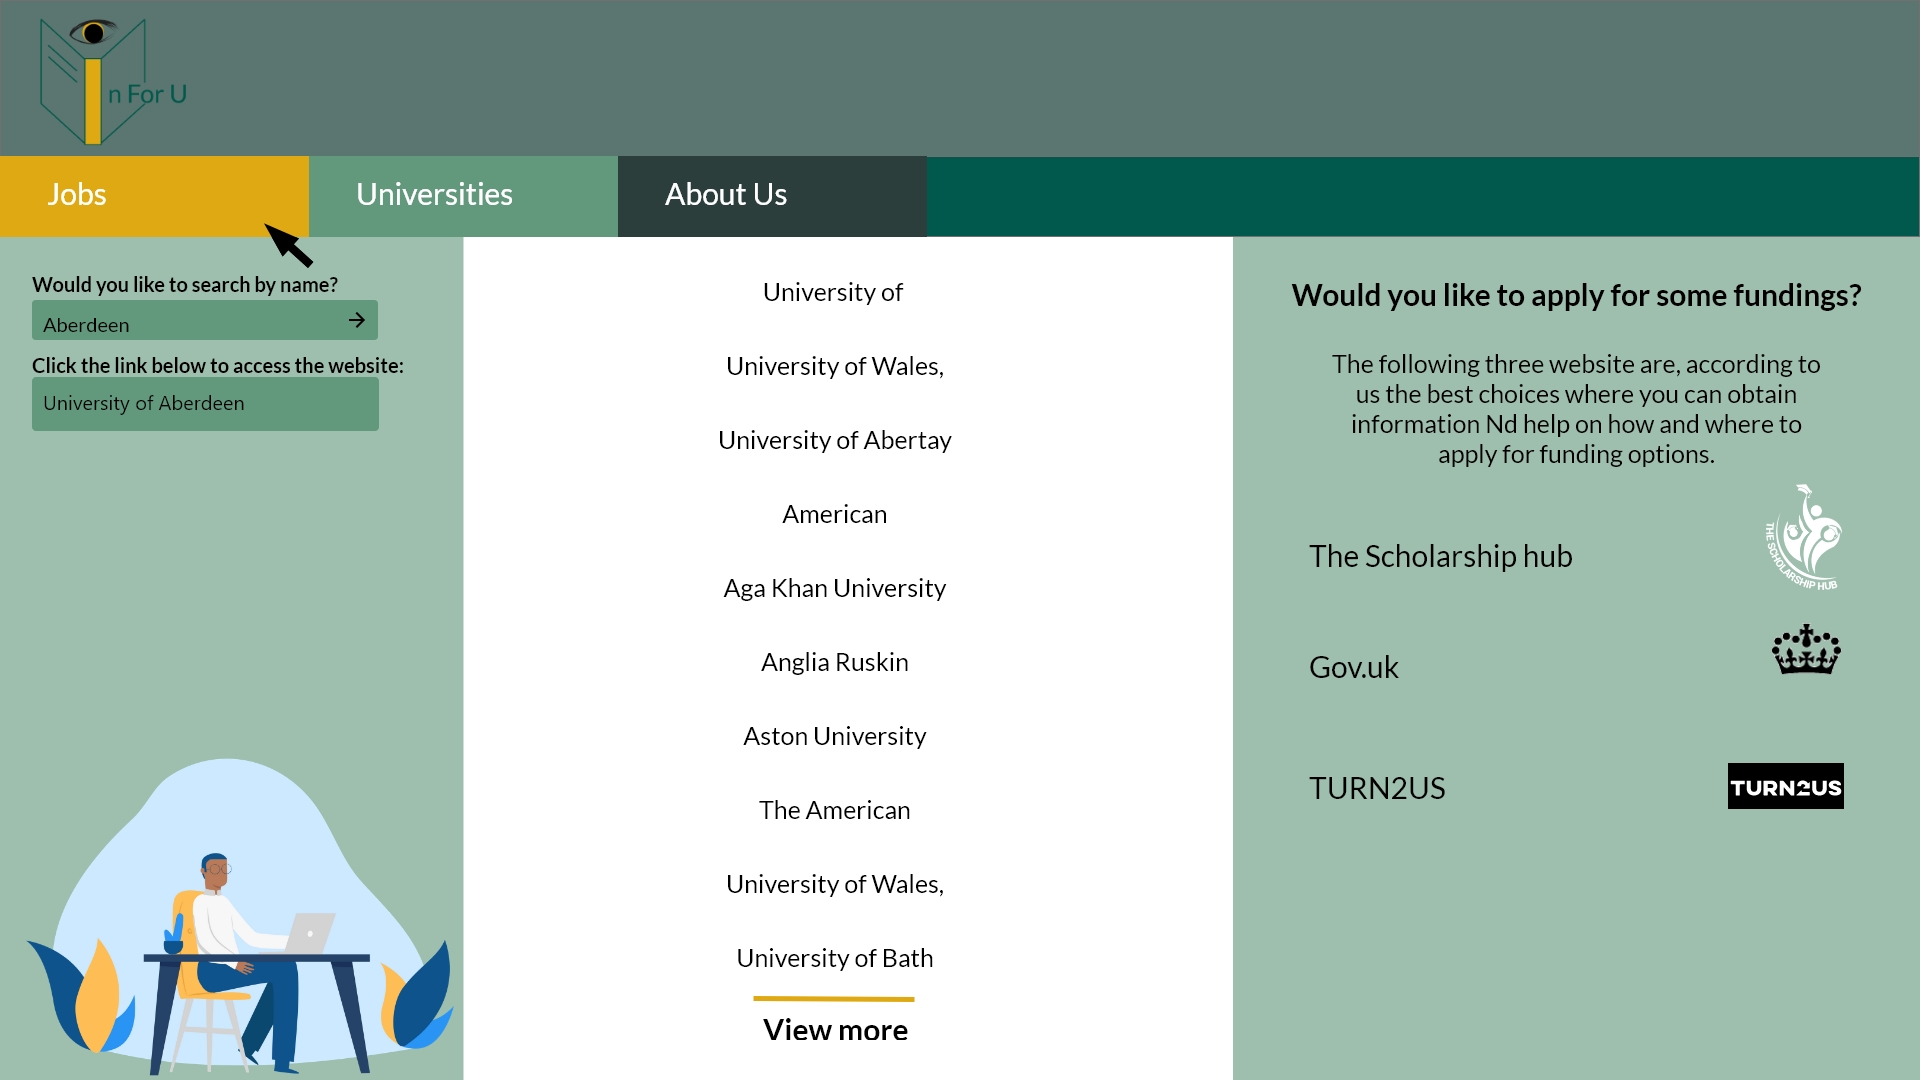 n For U
Jobs
Universities
About Us
Would you like to search by name?
Aberdeen
Click the link below to access the website:
University of Aberdeen
University of
University of Wales,
University of Abertay
American
Aga Khan University
Anglia Ruskin
Aston University
The American
University of Wales,
University of Bath
View more
Would you like to apply for some fundings?
The following three website are, according to
us the best choices where you can obtain
information Nd help on how and where to
apply for funding options.
The Scholarship hub
THE SCHOLARSHIP HUB
Gov.uk
TURN2US
TURN2US